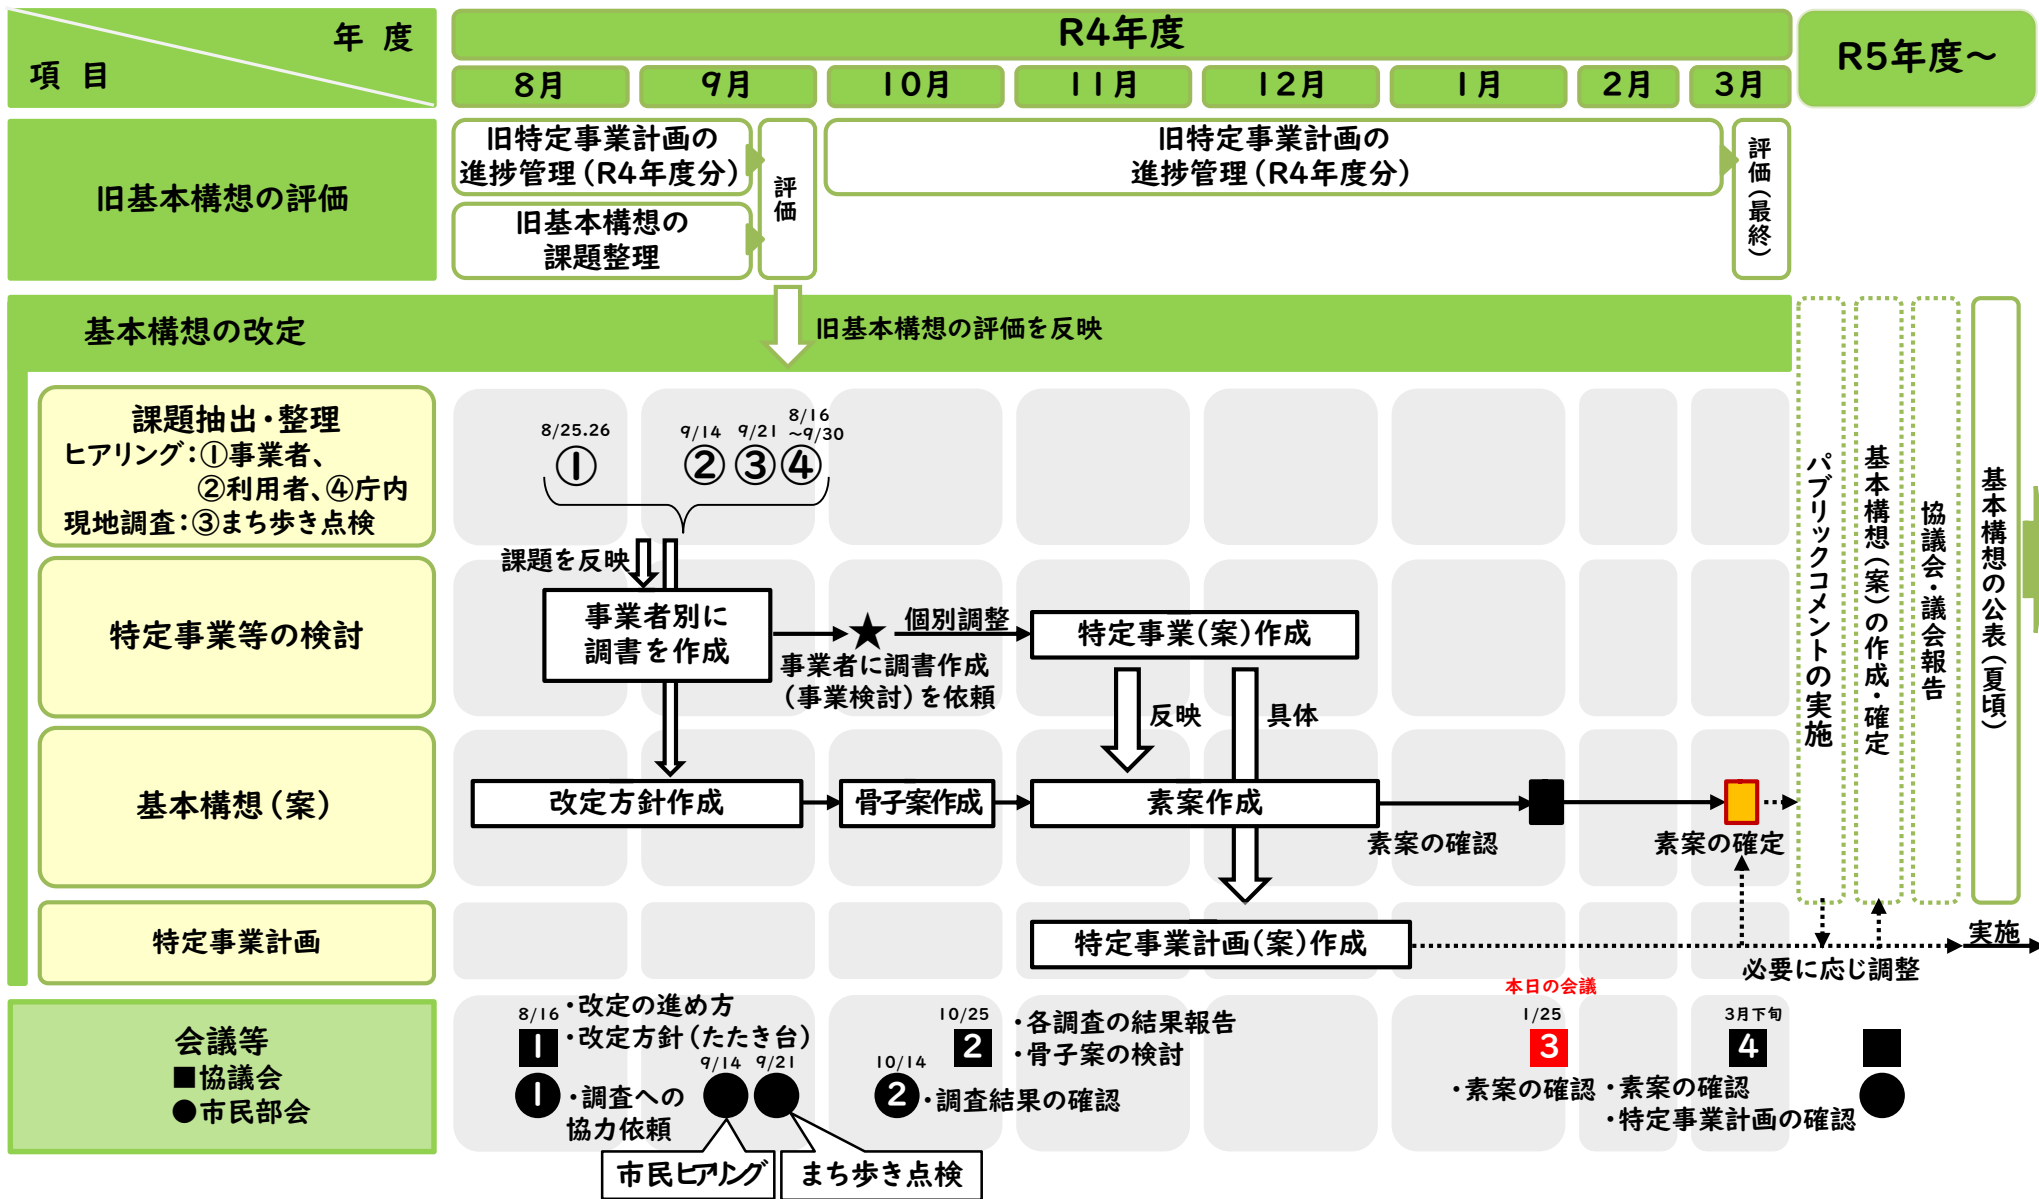 年 度
項 目
R4年度
R5年度～
8月
9月
10月
11月
12月
1月
2月
3月
旧基本構想の評価
旧特定事業計画の
進捗管理(R4年度分)
旧基本構想の
課題整理
評価
旧特定事業計画の
進捗管理(R4年度分)
評価(最終)
基本構想の改定
旧基本構想の評価を反映
課題抽出・整理
ヒアリング：①事業者、
②利用者、④庁内
現地調査：③まち歩き点検
8/25.26
①
9/14
②
9/21
③
8/16
～9/30
④
課題を反映
特定事業等の検討
事業者別に
調書を作成
★
個別調整
事業者に調書作成
(事業検討)を依頼
特定事業(案)作成
反映
具体
基本構想(案)
改定方針作成
骨子案作成
素案作成
素案の確認
素案の確定
特定事業計画
特定事業計画(案)作成
必要に応じ調整
実施
パブリックコメントの実施
基本構想(案)の作成・確定
協議会・議会報告
基本構想の公表(夏頃)
会議等
■協議会
●市民部会
8/16
1
・改定の進め方
・改定方針(たたき台)
1
・調査への
協力依頼
9/14
9/21
市民ヒアリング
まち歩き点検
10/25
2
・各調査の結果報告
・骨子案の検討
10/14
2
・調査結果の確認
本日の会議
1/25
3
・素案の確認
3月下旬
4
・素案の確認
・特定事業計画の確認